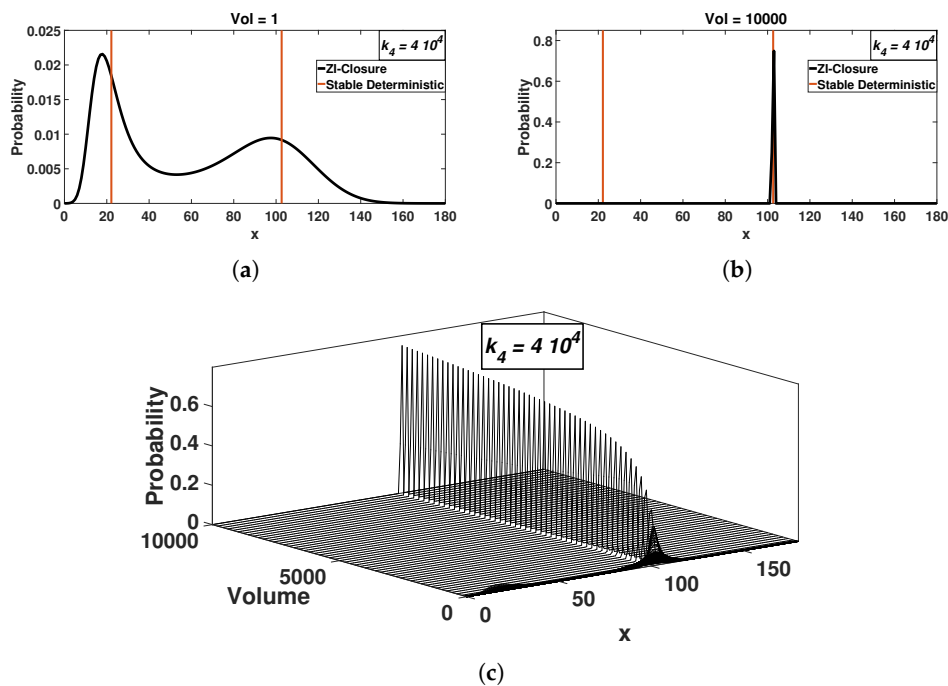 Vol = 1
k4 = 4 10^4
ZI-Closure
Stable Deterministic
0.025
0.02
0.015
0.01
0.005
0
Probability
0 20 40 60 80 100 120 140 160 180
x
(a)
Vol = 10000
k4 = 4 10^4
ZI-Closure
Stable Deterministic
0.8
0.6
0.4
0.2
0
Probability
0 20 40 60 80 100 120 140 160 180
x
(b)
k4 = 4 10^4
Probability
0.6
0.4
0.2
0
10000
5000
0
Volume
0
50
100
150
x
(c)